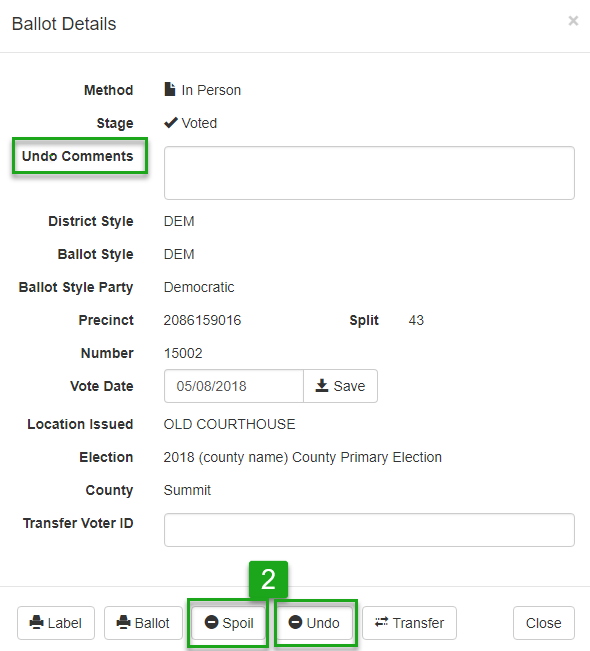 Ballot Details ×
Method In Person
Stage Voted
Undo Comments
District Style DEM
Ballot Style DEM
Ballot Style Party Democratic
Precinct 2086159016 Split 43
Number 15002
Vote Date 05/08/2018 Save
Location Issued OLD COURTHOUSE
Election 2018 (county name) County Primary Election
County Summit
Transfer Voter ID
2
Label Ballot Spoil Undo Transfer Close